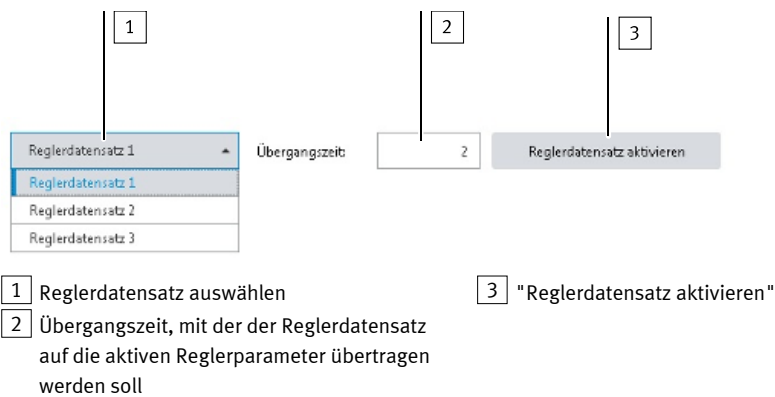 1
2
3
Reglerdatensatz 1
Übergangszeit:
2
Reglerdatensatz aktivieren
Reglerdatensatz 1
Reglerdatensatz 2
Reglerdatensatz 3
1 Reglerdatensatz auswählen
2 Übergangszeit, mit der der Reglerdatensatz
auf die aktiven Reglerparameter übertragen
werden soll
3 "Reglerdatensatz aktivieren"